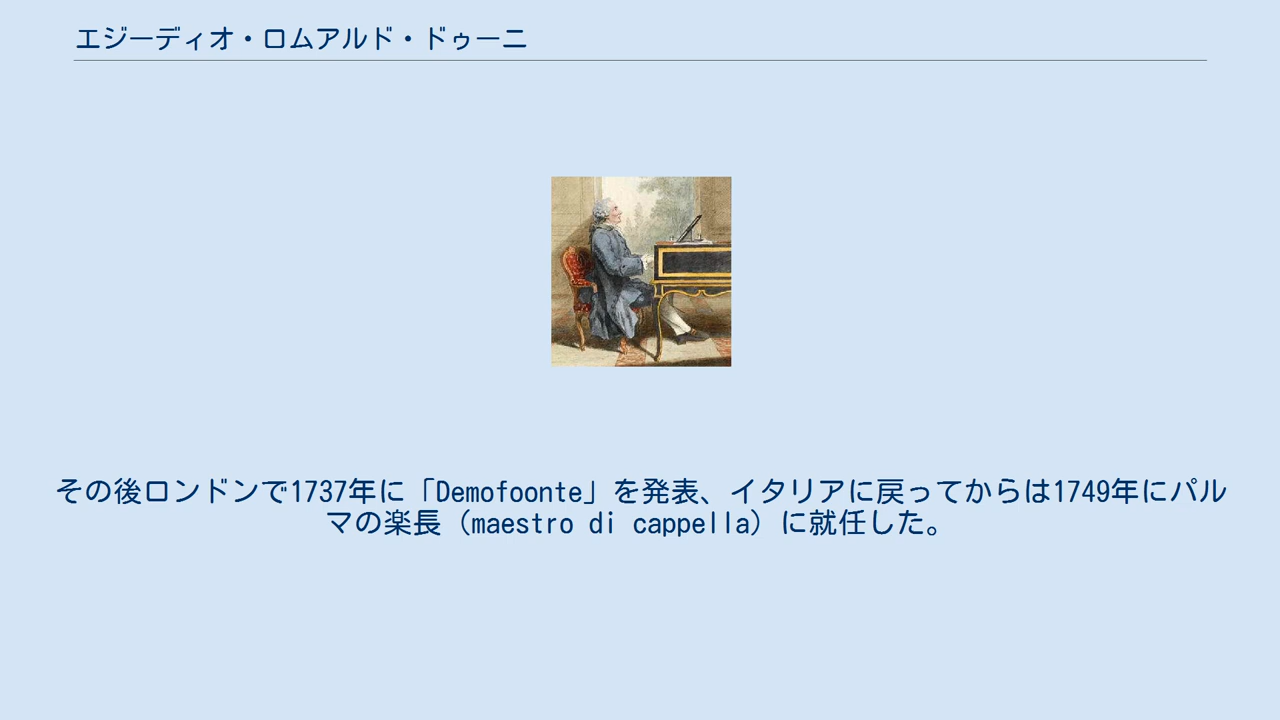 エジーディオ・ロムアルド・ドゥーニ
その後ロンドンで1737年に「Demofoonte」を発表、イタリアに戻ってからは1749年にパル
マの楽長（maestro di cappella）に就任した。